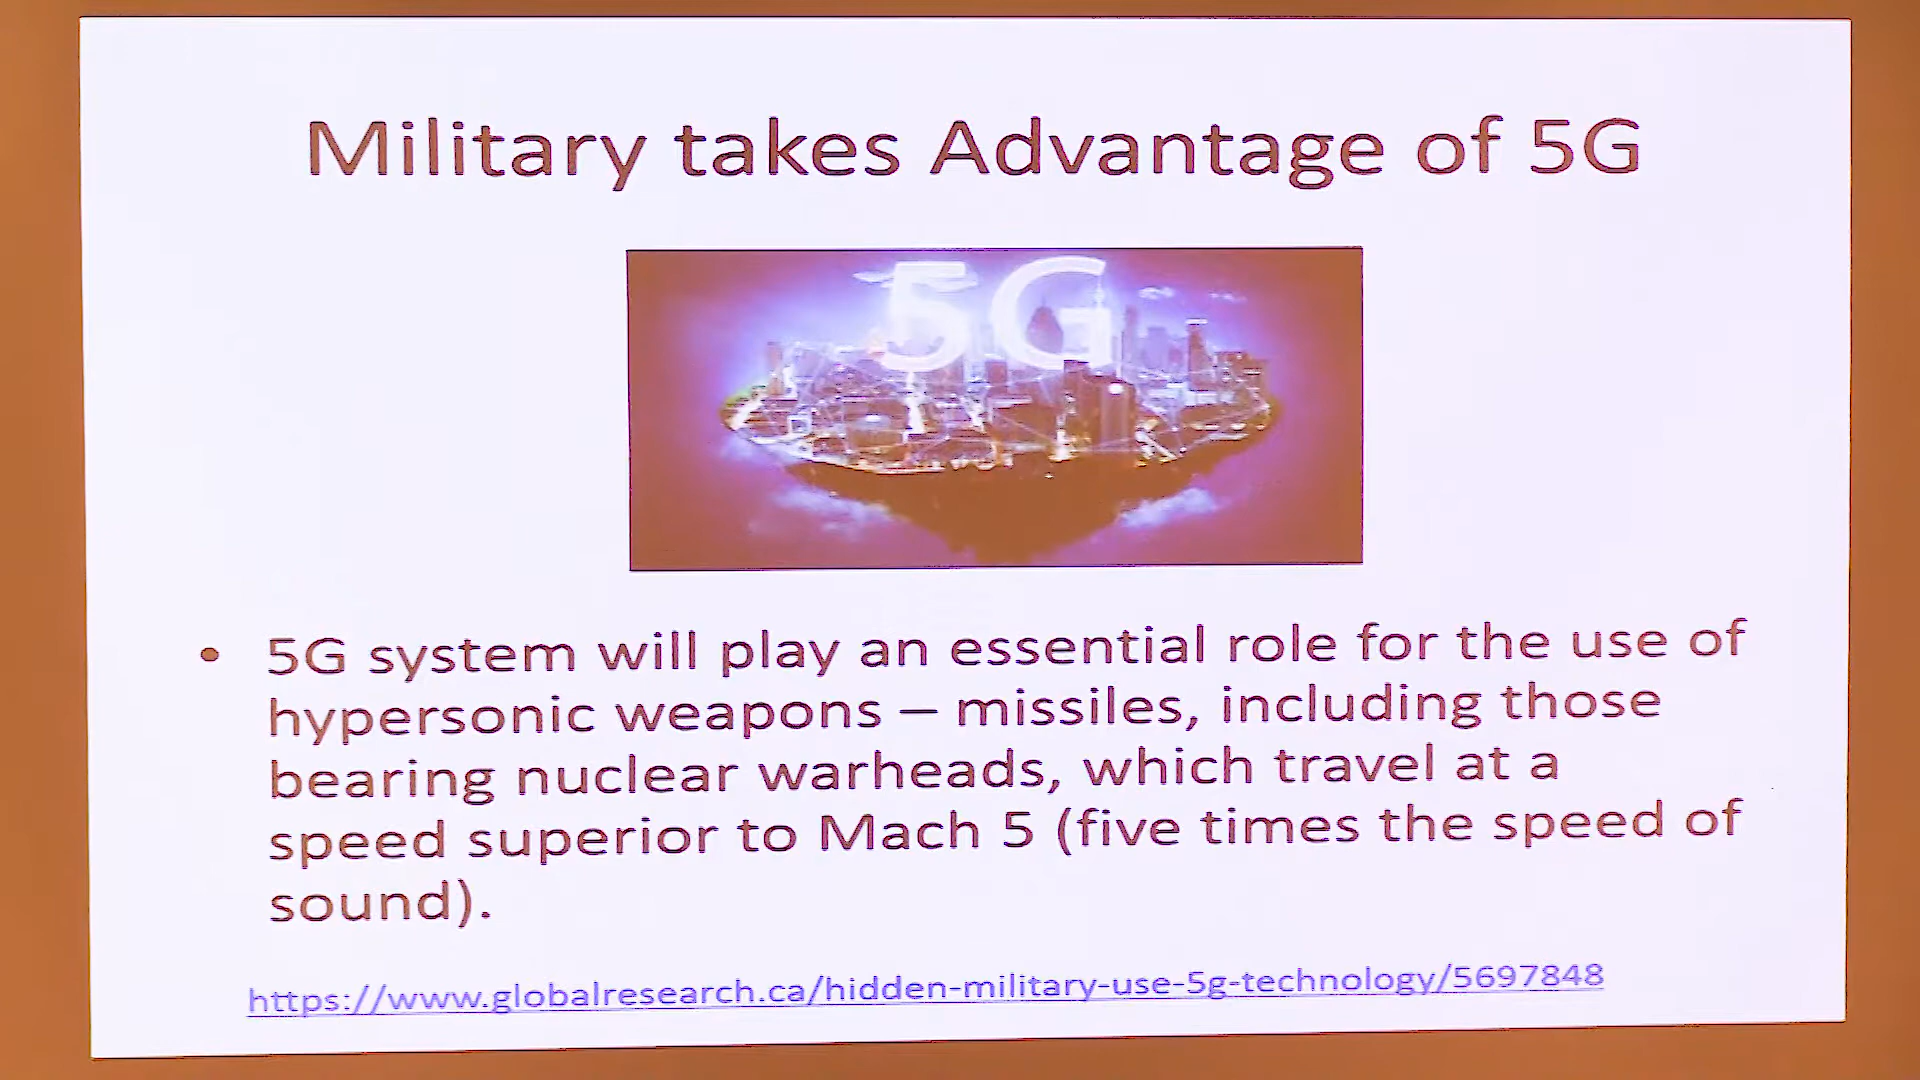 Military takes Advantage of 5G
5G
• 5G system will play an essential role for the use of
hypersonic weapons – missiles, including those
bearing nuclear warheads, which travel at a
speed superior to Mach 5 (five times the speed of
sound).
https://www.globalresearch.ca/hidden-military-use-5g-technology/5697848